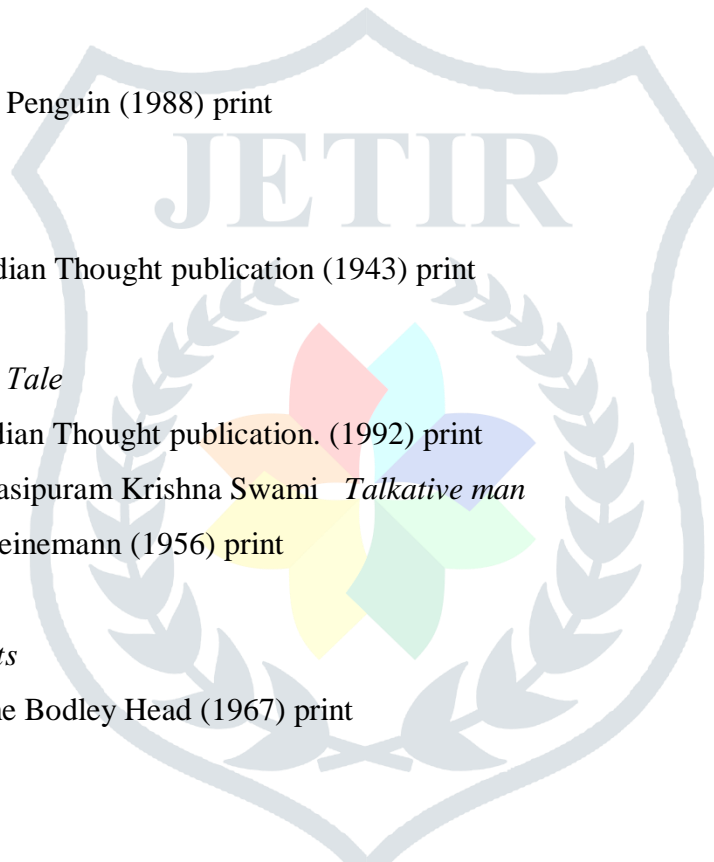 Penguin (1988) print
JETIR
dian Thought publication (1943) print
Tale
dian Thought publication. (1992) print
asipuram Krishna Swami Talkative man
einemann (1956) print
ts
e Bodley Head (1967) print